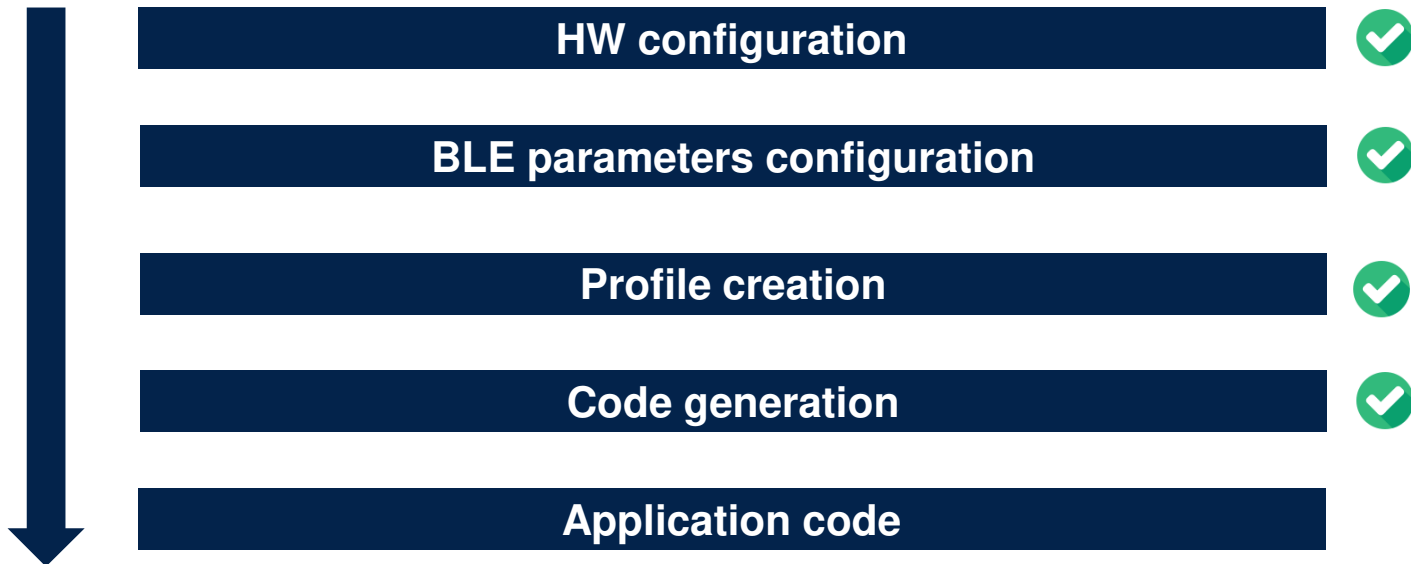 HW configuration
BLE parameters configuration
Profile creation
Code generation
Application code